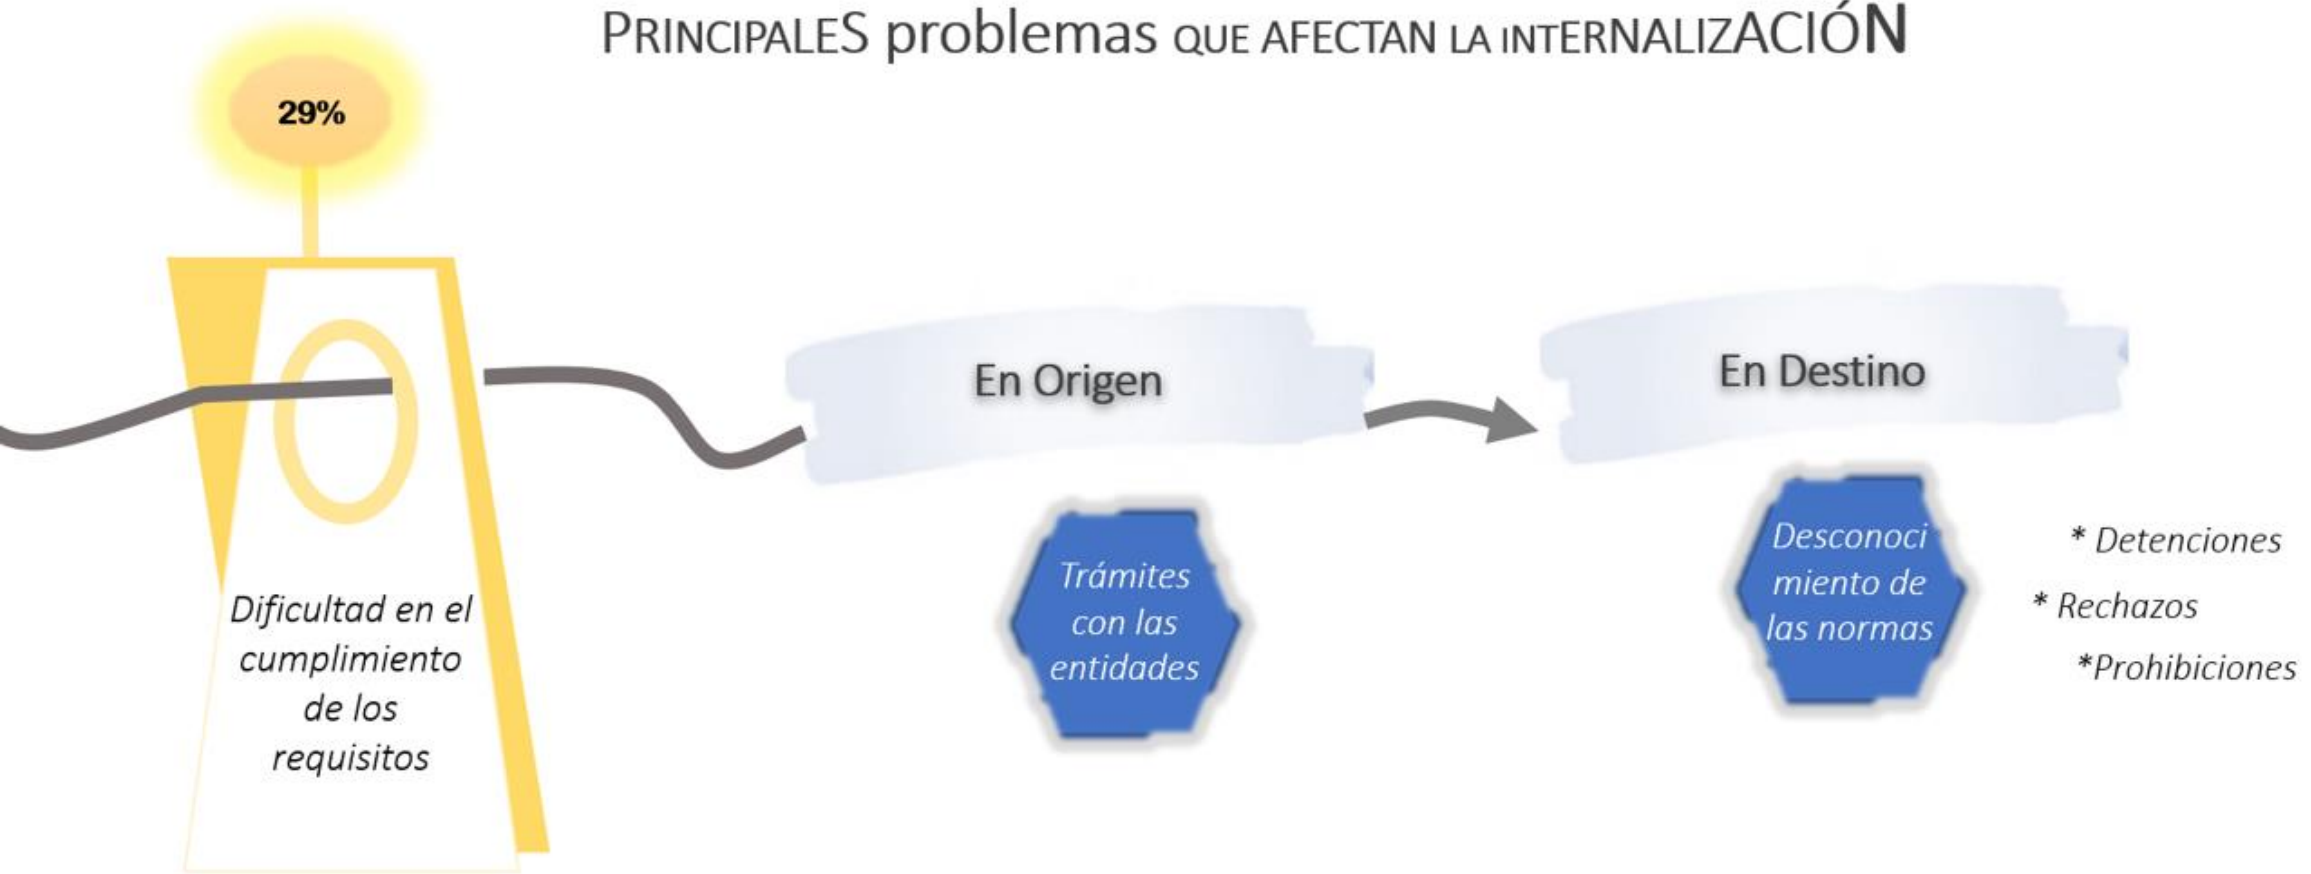 PRINCIPALES problemas QUE AFECTAN LA iNTERNALIZACIÓN
29%
Dificultad en el
cumplimiento
de los
requisitos
En Origen
Trámites
con las
entidades
En Destino
Desconoci
miento de
las normas
* Detenciones
* Rechazos
*Prohibiciones